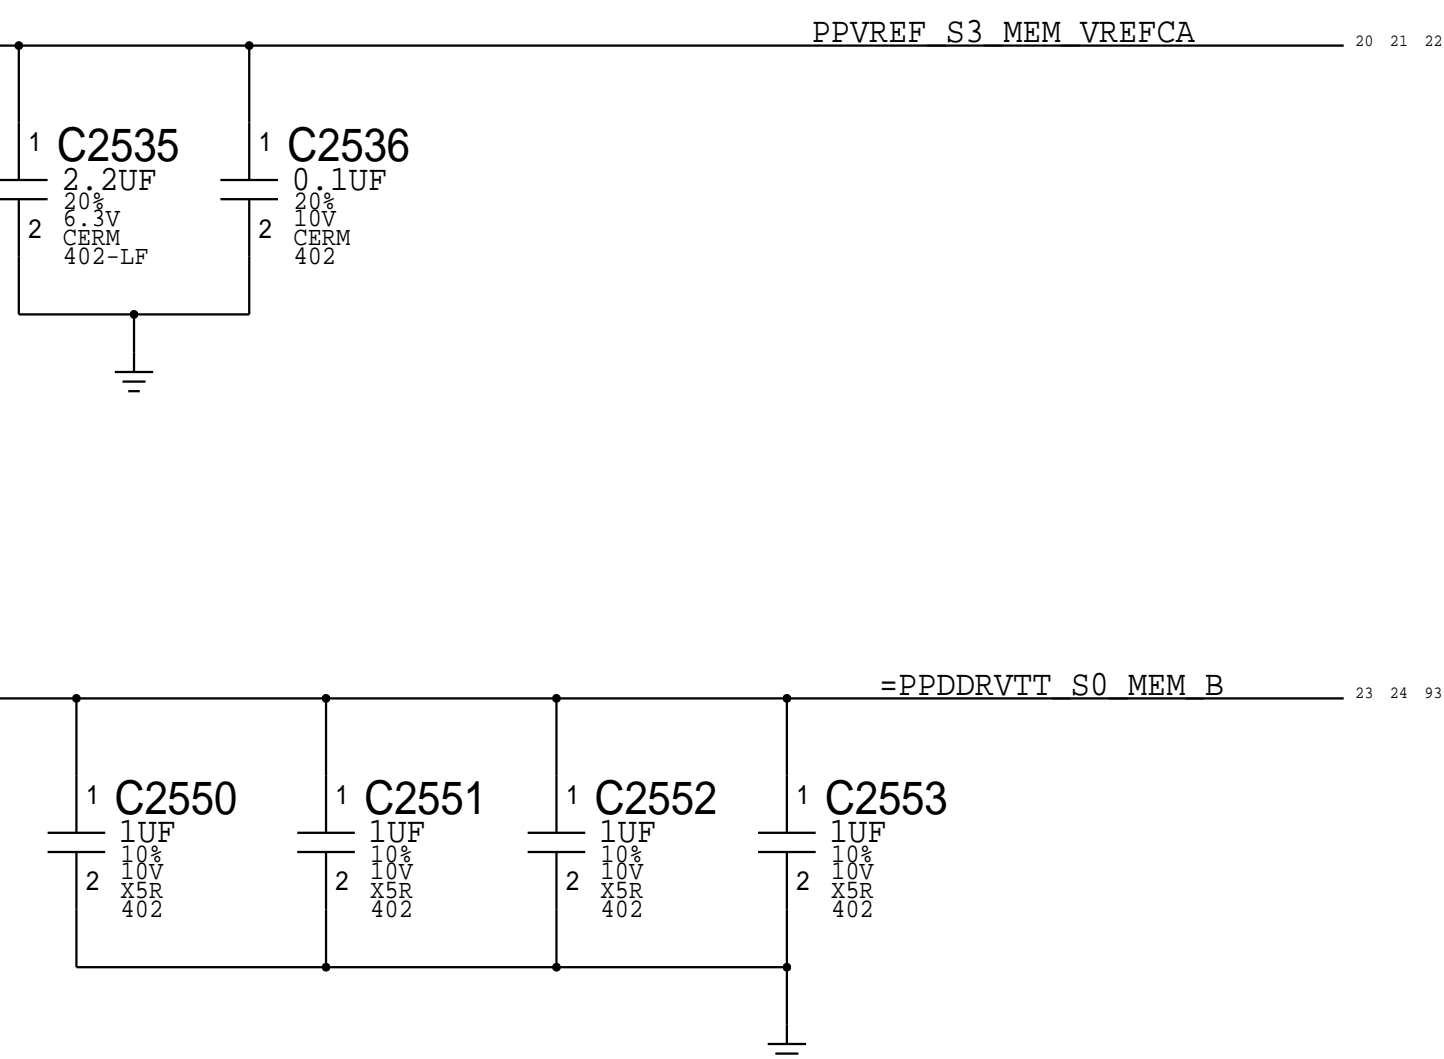 PPVREF_S3_MEM_VREFCA 20 21 22
1 C2535
2.2UF
20%
6.3V
2
CERM
402-LF
1 C2536
0.1UF
20%
10V
2
CERM
402
=PPDDRVTT_S0_MEM_B 23 24 93
1 C2550
1UF
10%
10V
2
X5R
402
1 C2551
1UF
10%
10V
2
X5R
402
1 C2552
1UF
10%
10V
2
X5R
402
1 C2553
1UF
10%
10V
2
X5R
402